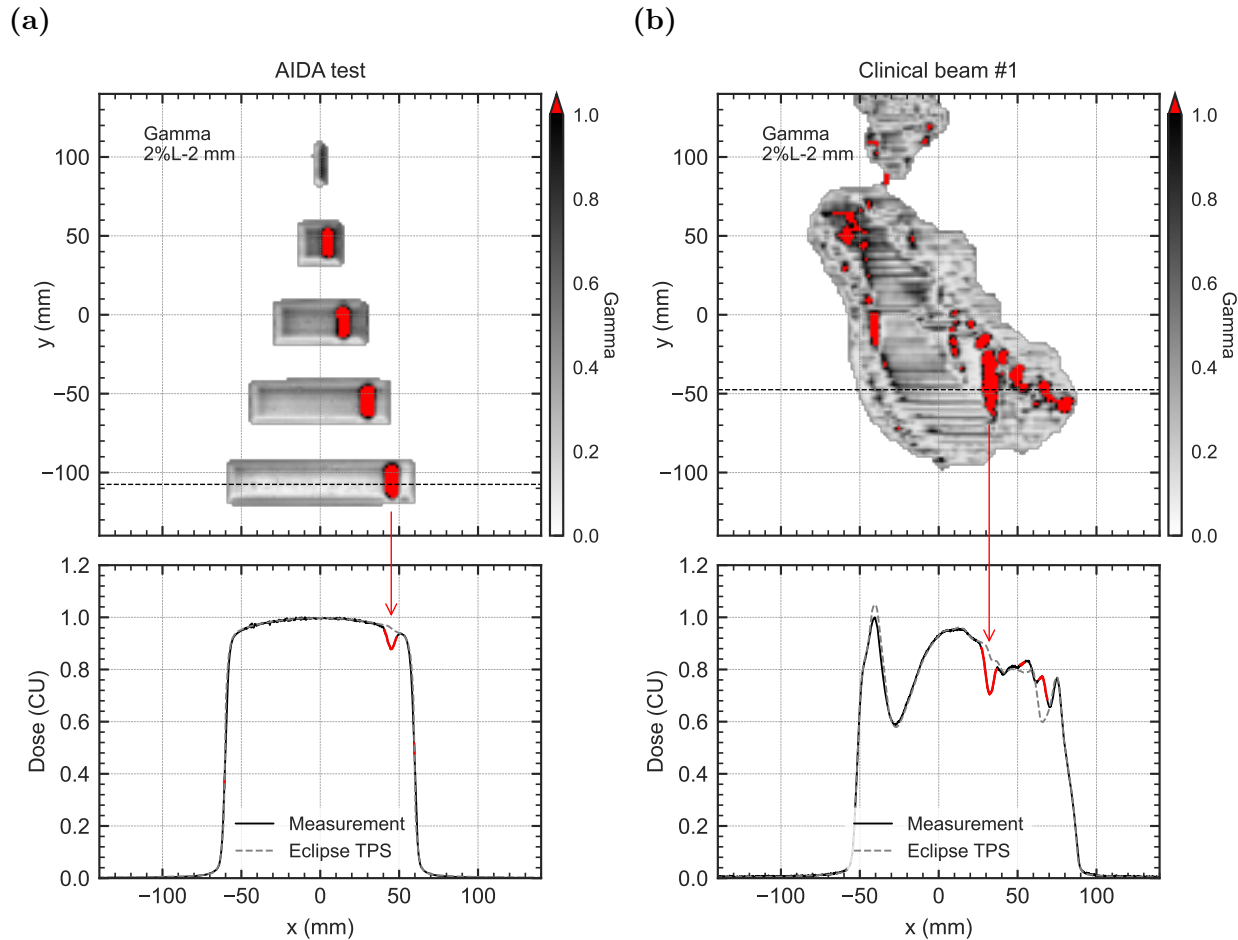 (a)
(b)
AIDA test
Clinical beam #1
Gamma
2%L-2 mm
100
50
0
−50
−100
y (mm)
1.0
0.8
0.6
0.4
0.2
0.0
Gamma
Gamma
2%L-2 mm
100
50
0
−50
−100
y (mm)
1.0
0.8
0.6
0.4
0.2
0.0
Gamma
1.2
1.0
0.8
0.6
0.4
0.2
0.0
Dose (CU)
Measurement
Eclipse TPS
−100
−50
0
50
100
x (mm)
1.2
1.0
0.8
0.6
0.4
0.2
0.0
Dose (CU)
Measurement
Eclipse TPS
−100
−50
0
50
100
x (mm)